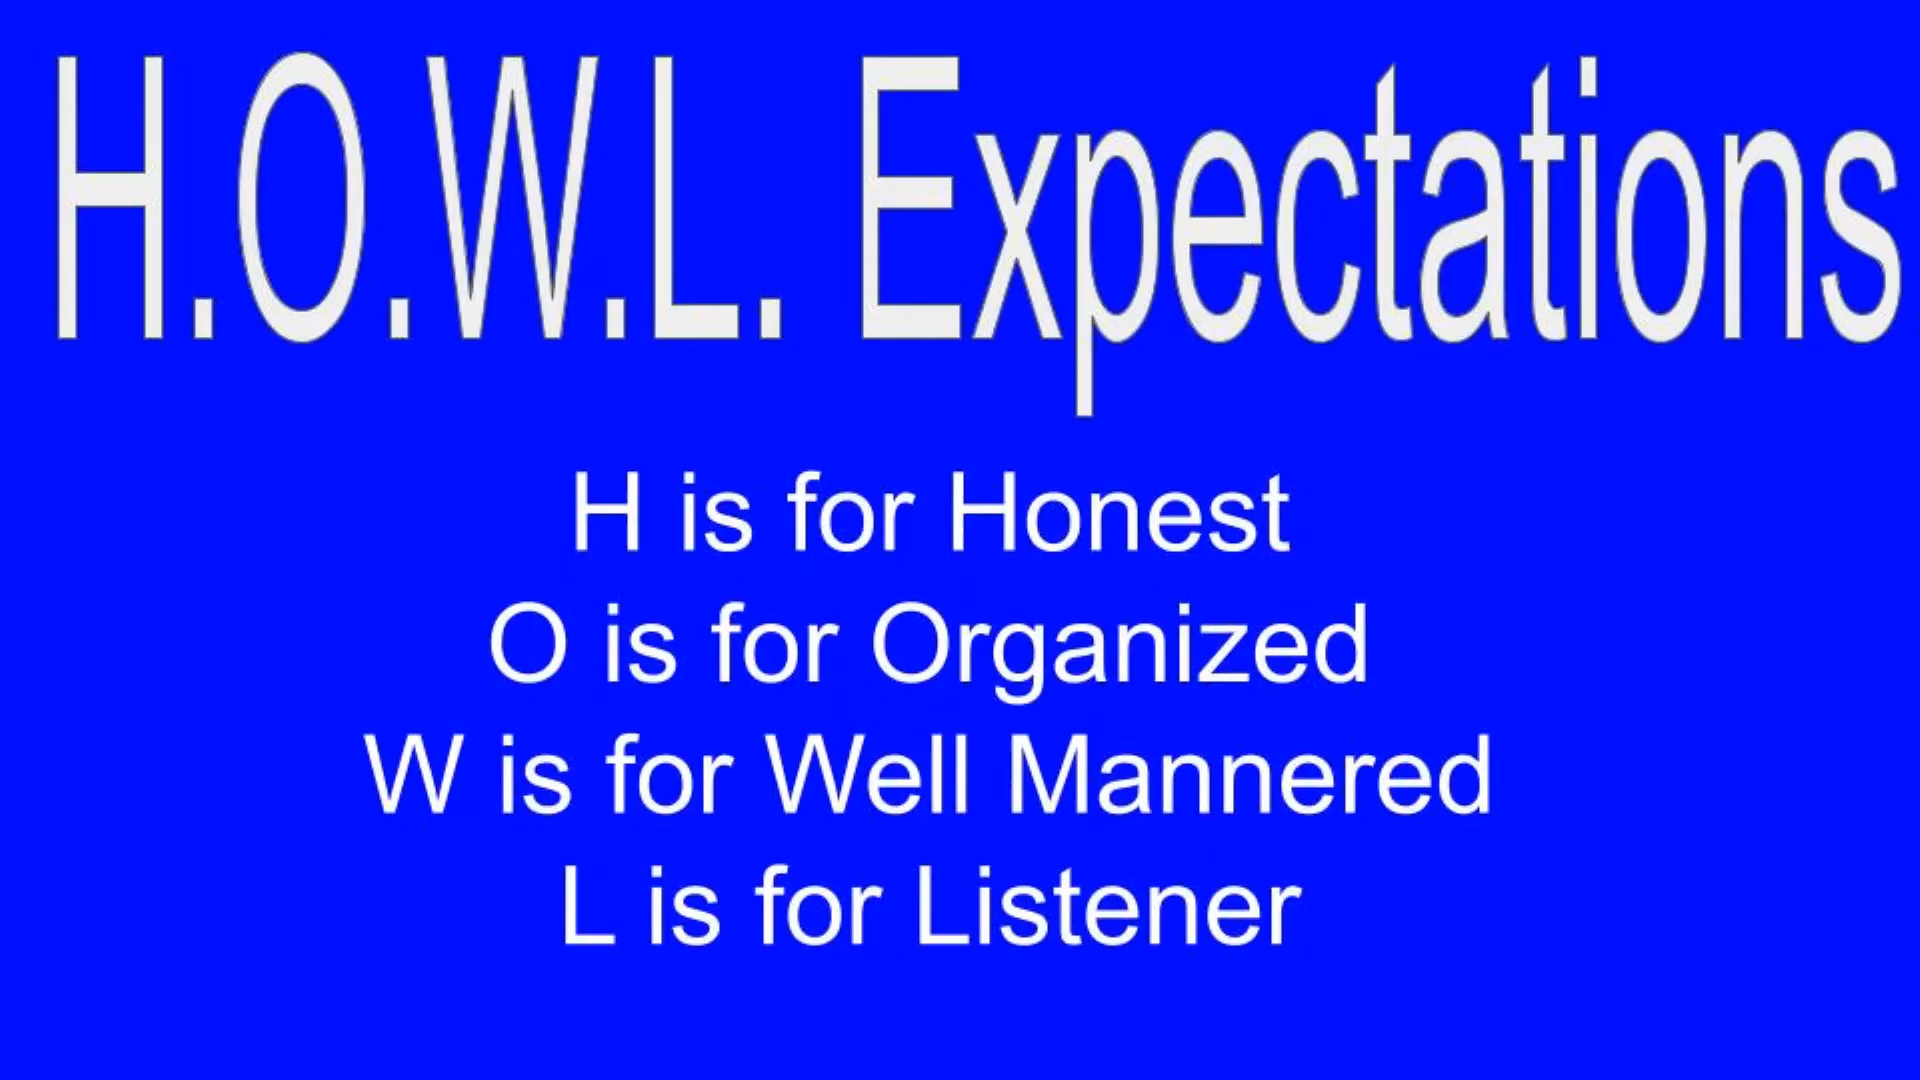 H.O.W.L. Expectations
H is for Honest
O is for Organized
W is for Well Mannered
L is for Listener